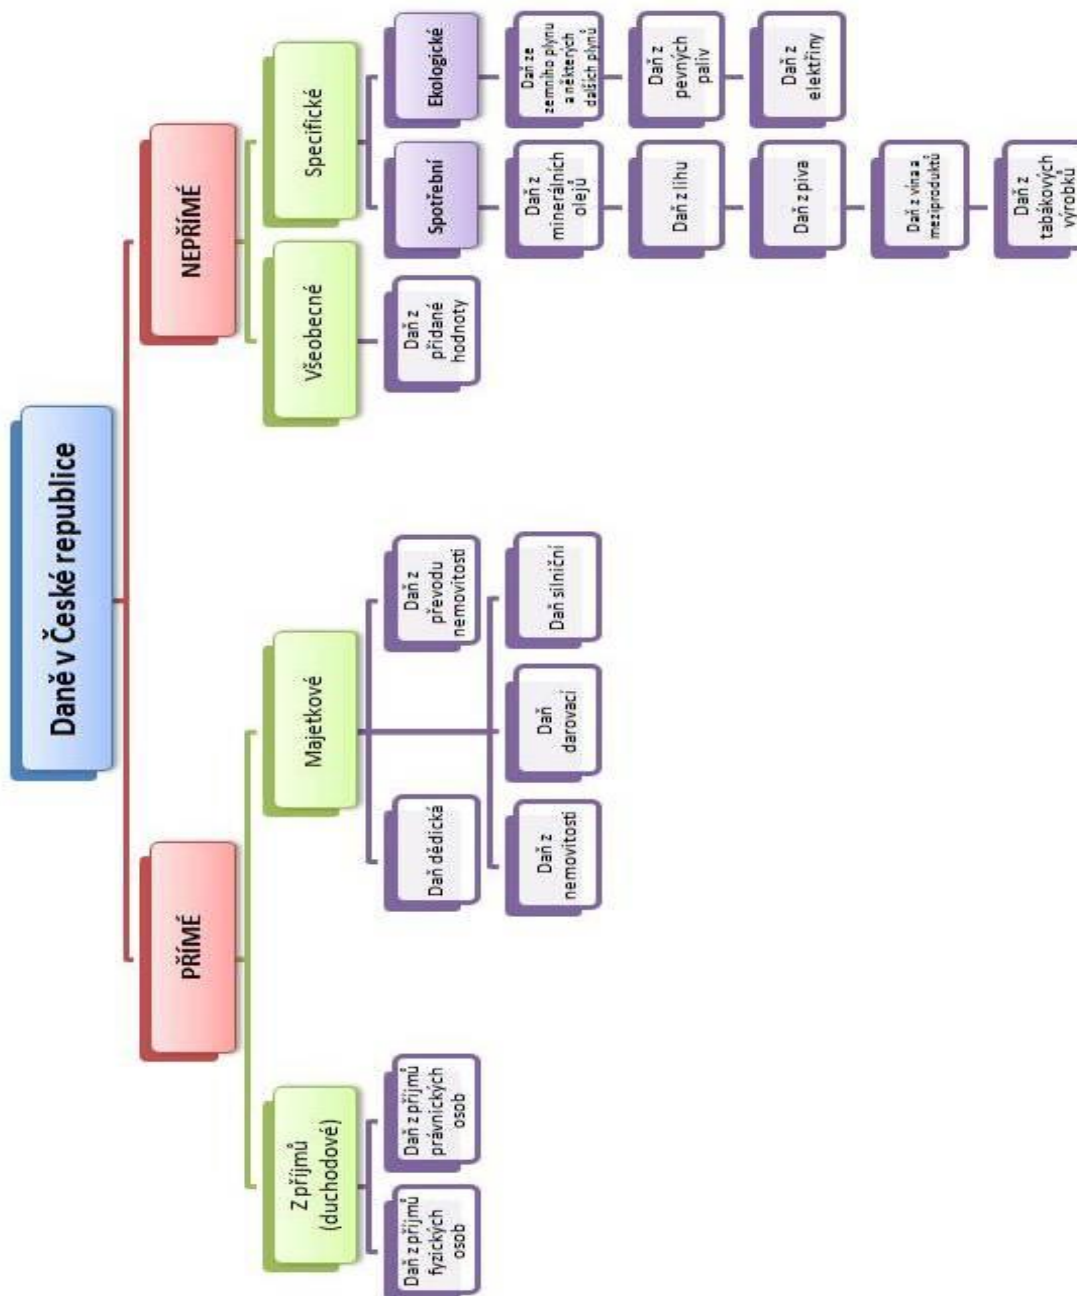 Daně v České republice
PŘÍMÉ
NEPŘÍMÉ
Z příjmů
(duchodové)
Majetkové
Všeobecné
Specifické
Daň z příjmů
fyzických
osob
Daň z příjmů
právnických
osob
Daň dědická
Daň z
převodu
nemovitosti
Daň z
nemovitosti
Daň
darovací
Daň silniční
Daň z
přidané
hodnoty
Spotřební
Ekologické
Daň z
minerálních
olejů
Daň z lihu
Daň z piva
Daň z vína a
meziproduktů
Daň z
tabákových
výrobků
Daň ze
zemního plynu
a některých
dalších plynů
Daň z
pevných
paliv
Daň z
elektřiny